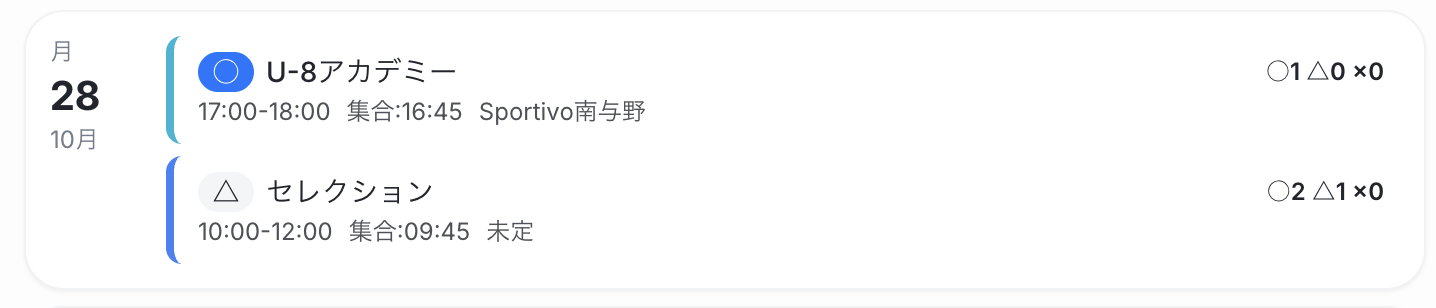 月
28
10月
〇 U-8アカデミー
17:00-18:00 集合:16:45 Sportivo南与野
〇1 △0 ×0
△ セレクション
10:00-12:00 集合:09:45 未定
〇2 △1 ×0